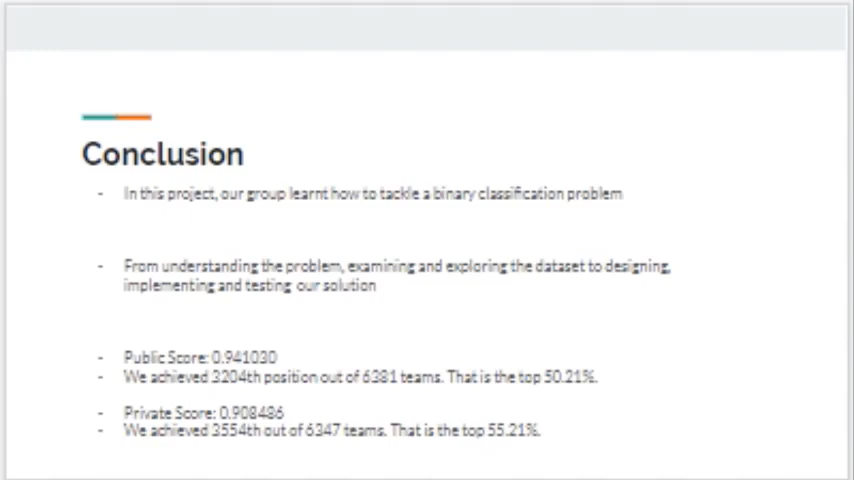 Conclusion
- In this project, our group learnt how to tackle a binary classification problem
- From understanding the problem, examining and exploring the dataset to designing,
implementing and testing our solution
- Public Score: 0.941030
- We achieved 3204th position out of 6381 teams. That is the top 50.21%.
- Private Score: 0.908486
- We achieved 3554th out of 6347 teams. That is the top 55.21%.